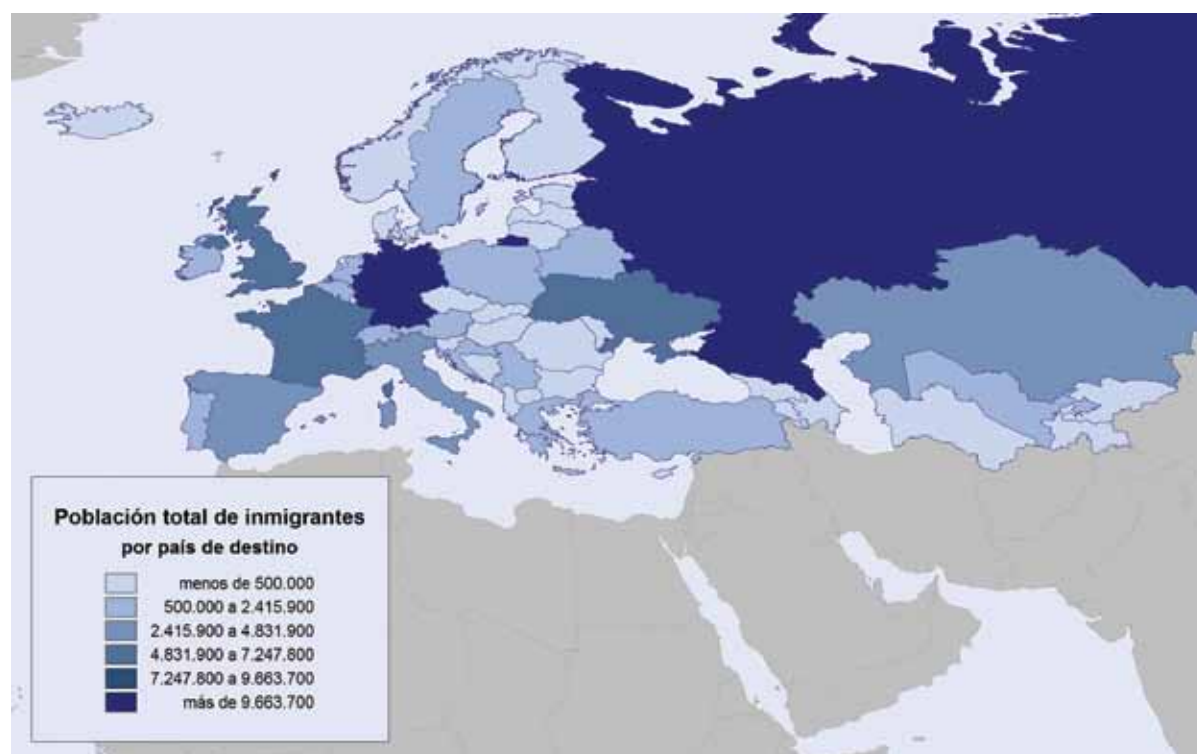 Población total de inmigrantes
por país de destino
menos de 500.000
500.000 a 2.415.900
2.415.900 a 4.831.900
4.831.900 a 7.247.800
7.247.800 a 9.663.700
más de 9.663.700